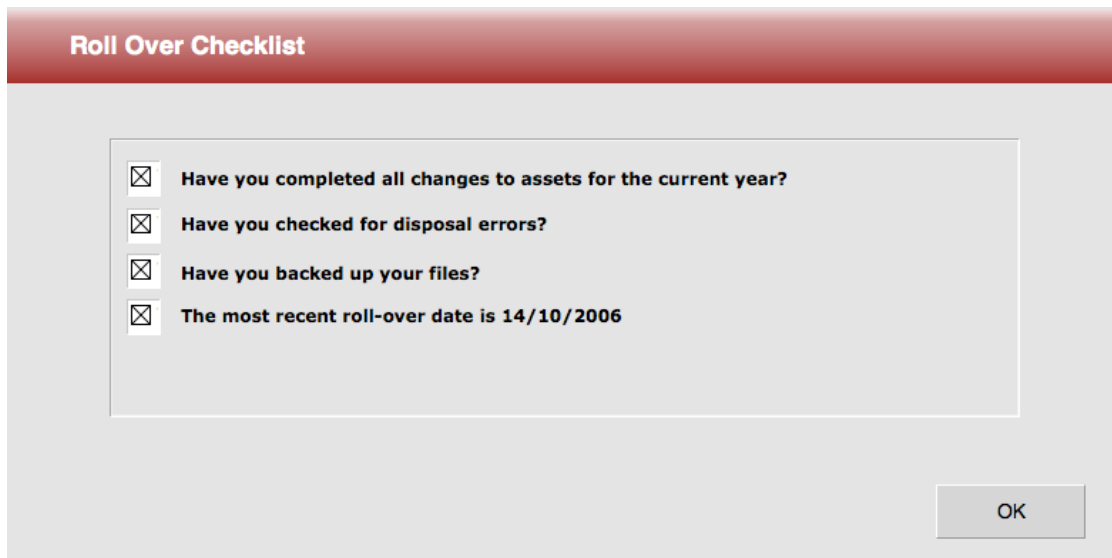 Roll Over Checklist
Have you completed all changes to assets for the current year?
Have you checked for disposal errors?
Have you backed up your files?
The most recent roll-over date is 14/10/2006
OK